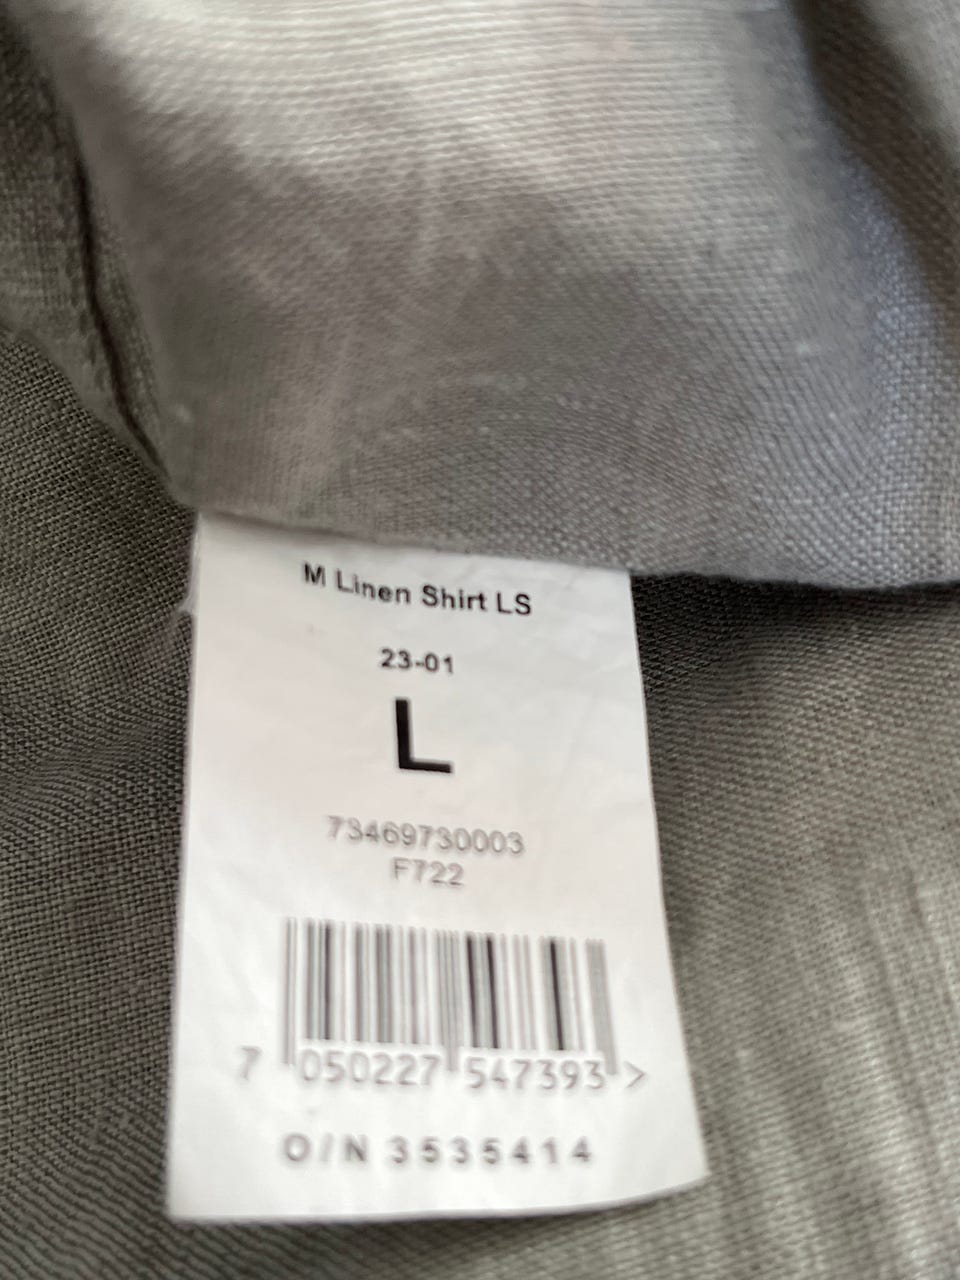 M Linen Shirt LS
23-01
L
73469730003
F722
7 050227 547393 >
O/N 3535414